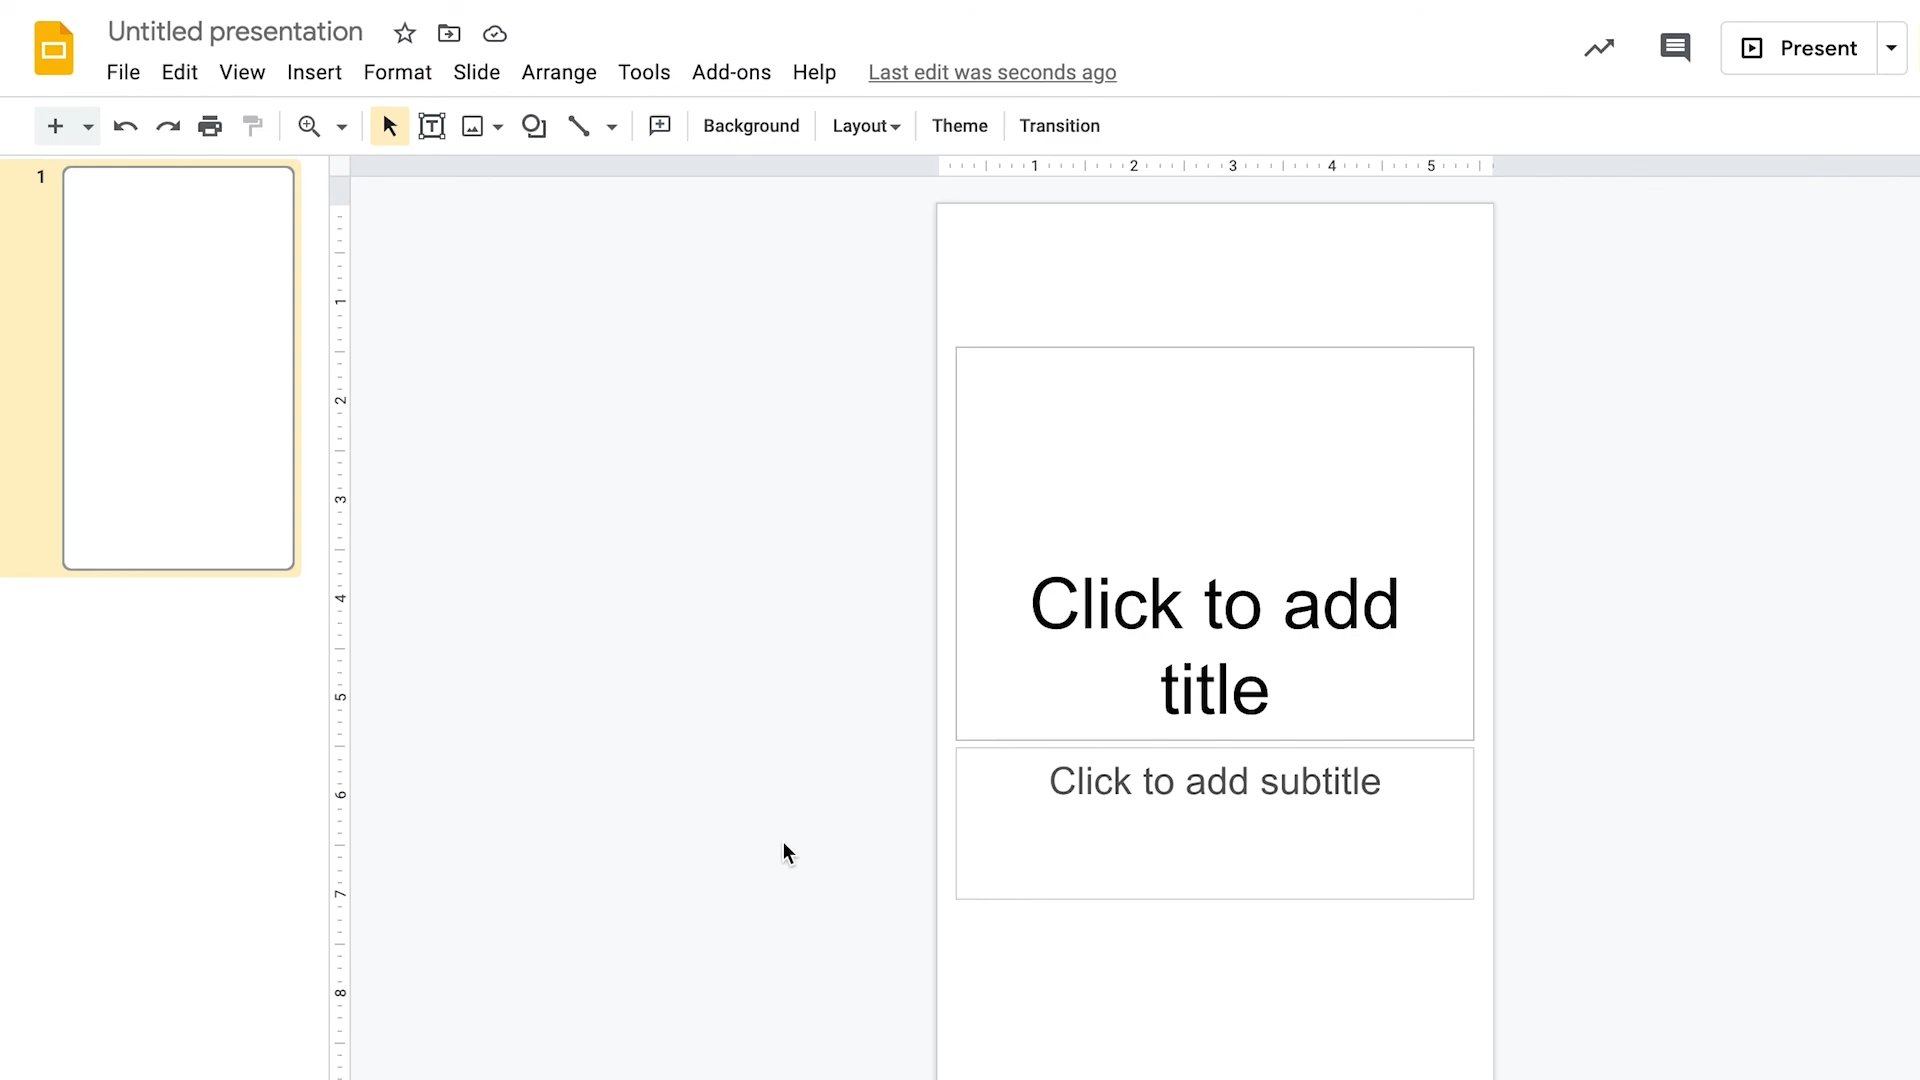 Untitled presentation
File Edit View Insert Format Slide Arrange Tools Add-ons Help Last edit was seconds ago
Present
Background Layout Theme Transition
1 2 3 4 5
1
1
2
3
4
5
6
7
8
Click to add
title
Click to add subtitle